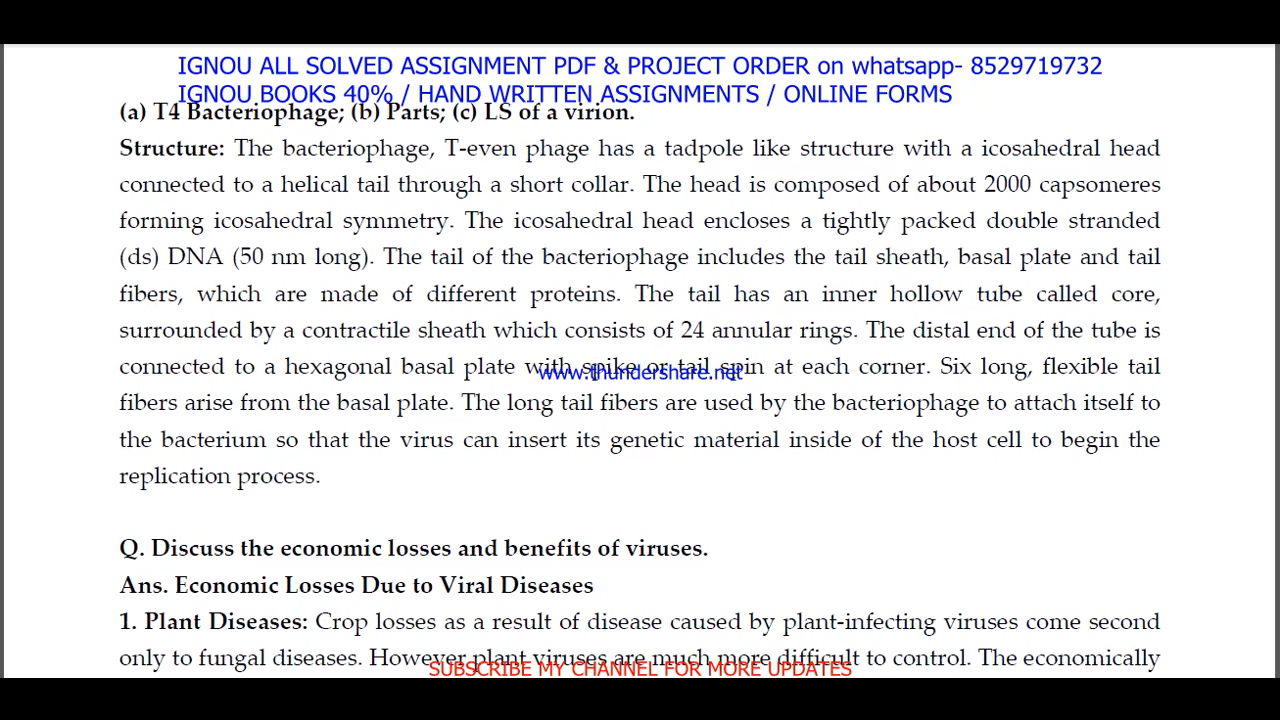 IGNOU ALL SOLVED ASSIGNMENT PDF & PROJECT ORDER on whatsapp- 8529719732
IGNOU BOOKS 40% / HAND WRITTEN ASSIGNMENTS / ONLINE FORMS
(a) T4 Bacteriophage; (b) Parts; (c) LS of a virion.
Structure: The bacteriophage, T-even phage has a tadpole like structure with a icosahedral head
connected to a helical tail through a short collar. The head is composed of about 2000 capsomeres
forming icosahedral symmetry. The icosahedral head encloses a tightly packed double stranded
(ds) DNA (50 nm long). The tail of the bacteriophage includes the tail sheath, basal plate and tail
fibers, which are made of different proteins. The tail has an inner hollow tube called core,
surrounded by a contractile sheath which consists of 24 annular rings. The distal end of the tube is
connected to a hexagonal basal plate with spike or tail spin at each corner. Six long, flexible tail
www.thundershare.net
fibers arise from the basal plate. The long tail fibers are used by the bacteriophage to attach itself to
the bacterium so that the virus can insert its genetic material inside of the host cell to begin the
replication process.
Q. Discuss the economic losses and benefits of viruses.
Ans. Economic Losses Due to Viral Diseases
1. Plant Diseases: Crop losses as a result of disease caused by plant-infecting viruses come second
only to fungal diseases. However plant viruses are much more difficult to control. The economically
SUBSCRIBE MY CHANNEL FOR MORE UPDATES